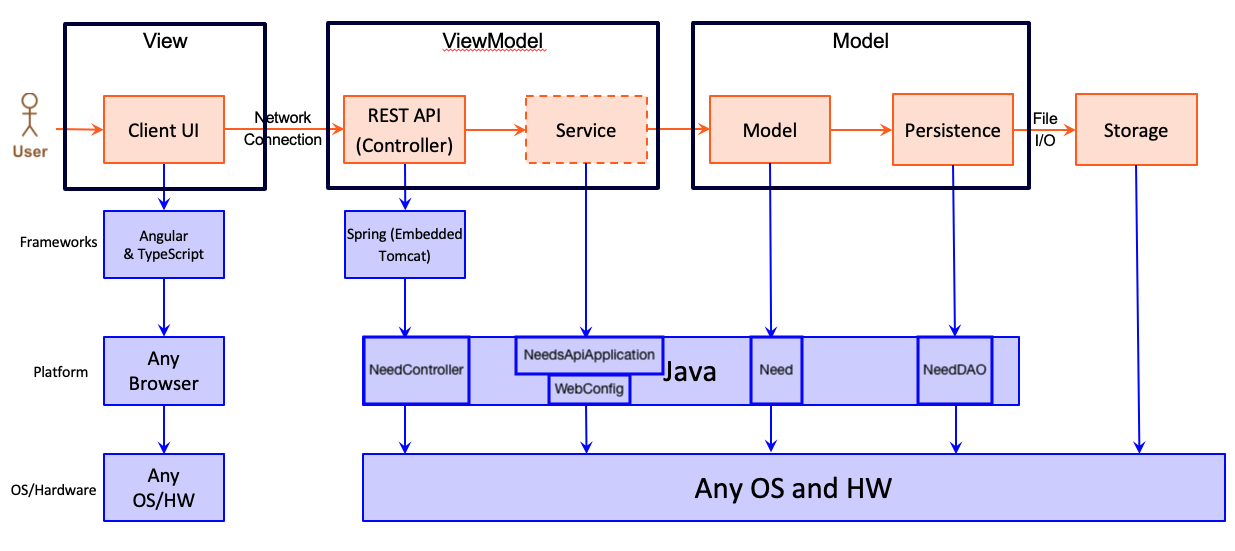 View
ViewModel
Model
User
Client UI
Network
Connection
REST API
(Controller)
Service
Model
Persistence
File
I/O
Storage
Frameworks
Angular
& TypeScript
Spring (Embedded
Tomcat)
Platform
Any
Browser
NeedController
NeedsApiApplication
WebConfig
Java
Need
NeedDAO
OS/Hardware
Any
OS/HW
Any OS and HW